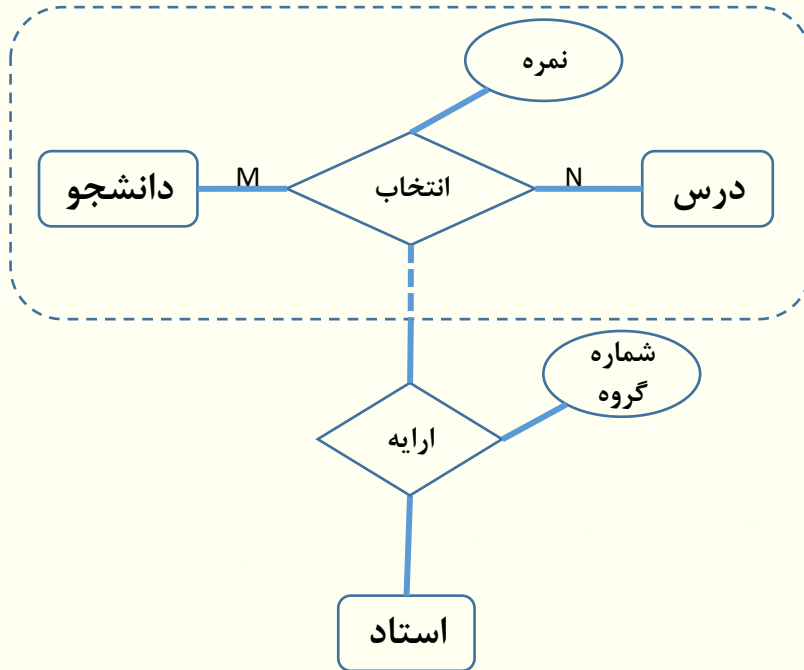 نمره
درس
N
انتخاب
M
دانشجو
شماره
گروه
ارایه
استاد